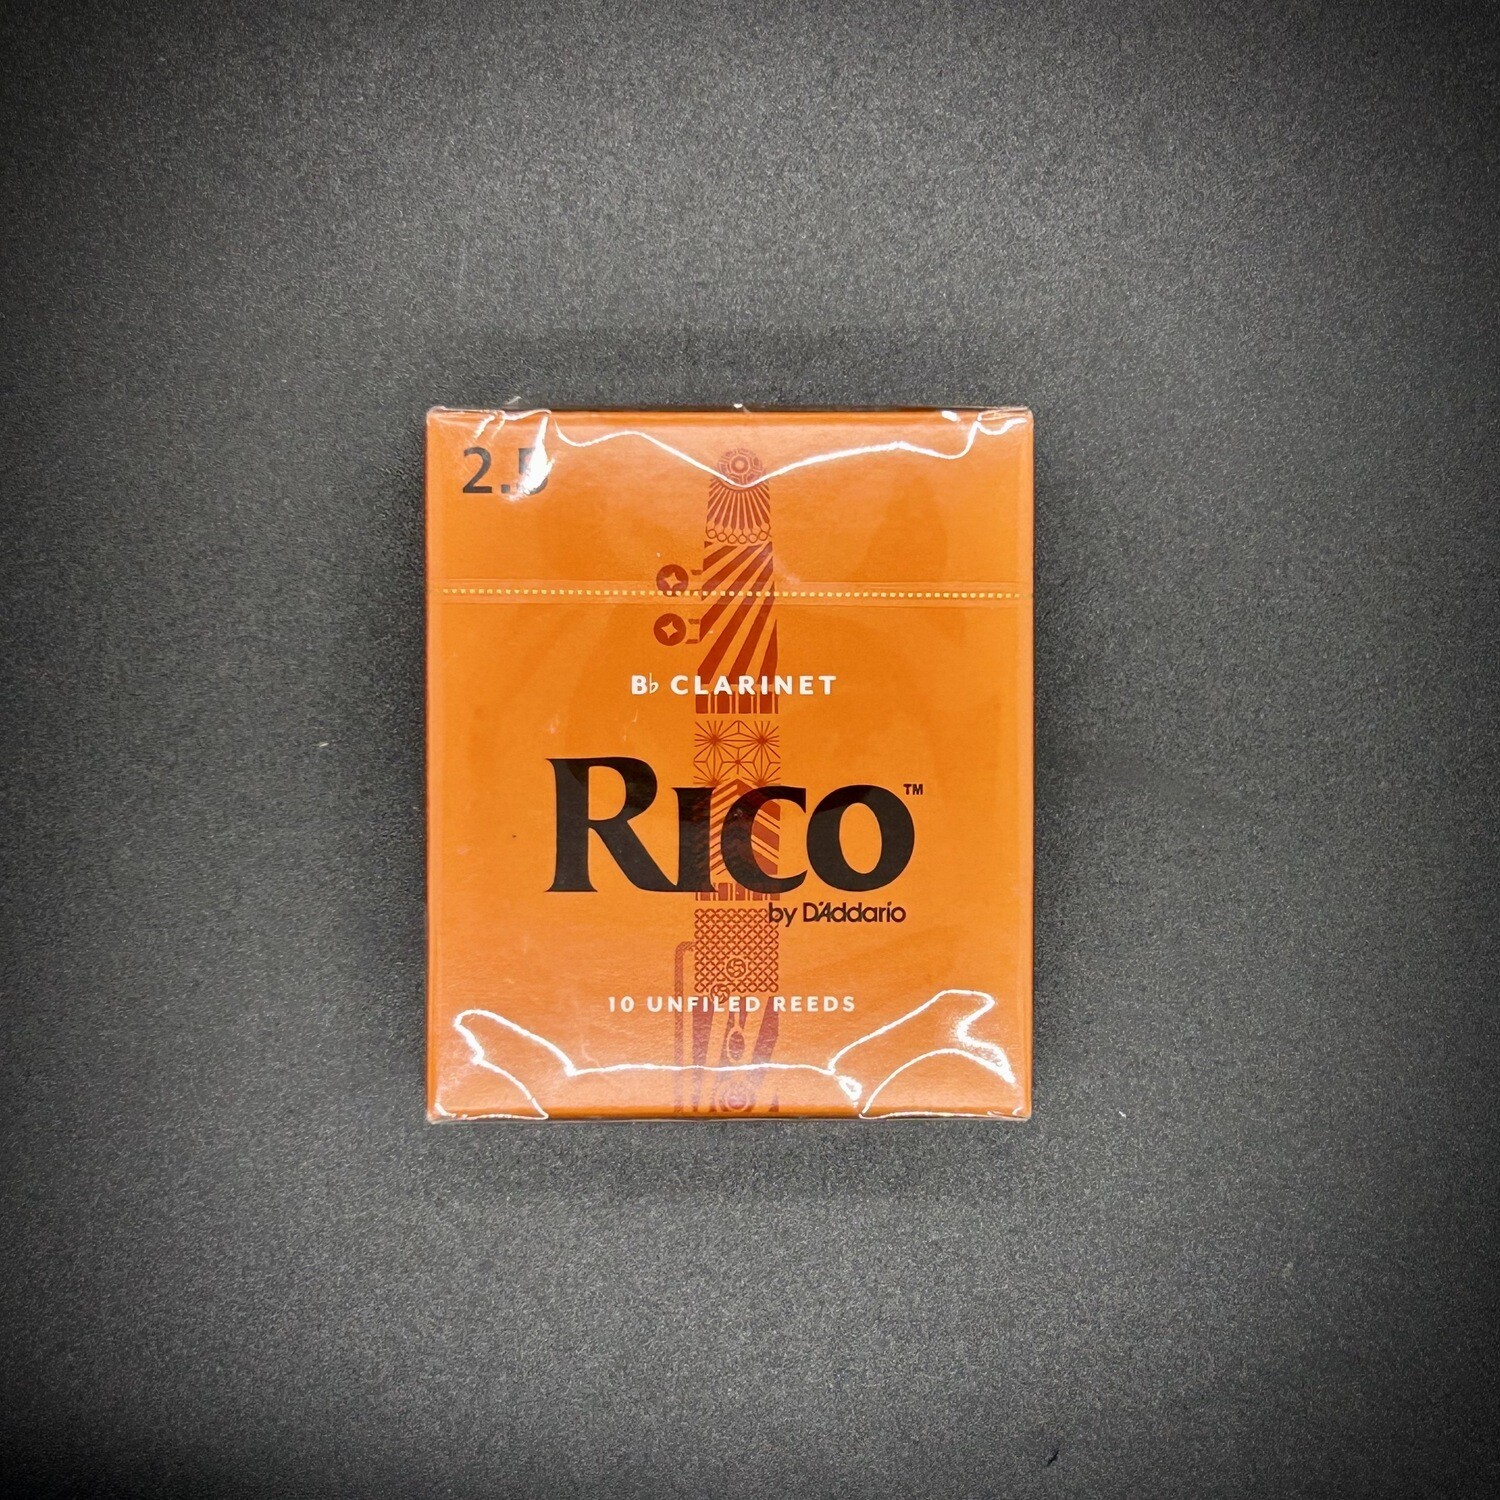 2.5
B♭ CLARINET
RICO™
by D'Addario
10 UNFILED REEDS